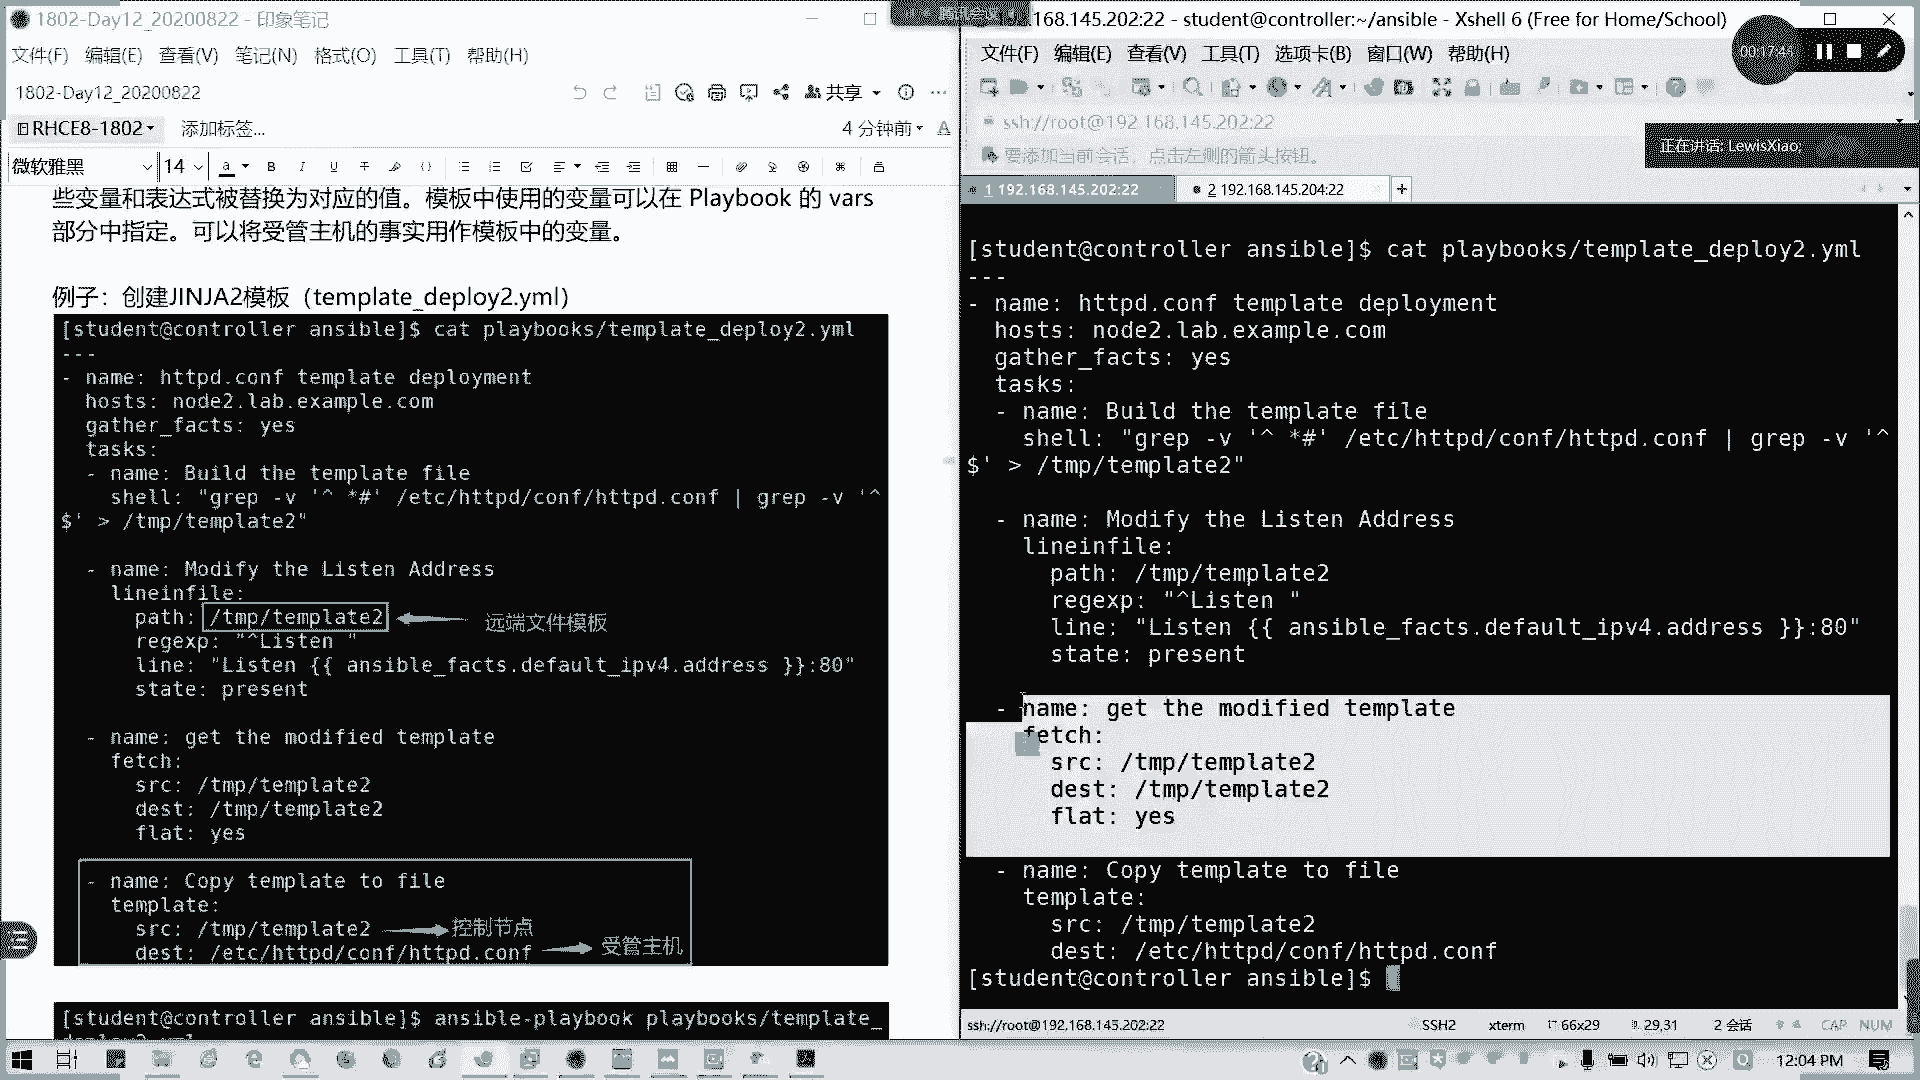 1802-Day12_20200822 - 印象笔记
文件(F) 编辑(E) 查看(V) 笔记(N) 格式(O) 工具(T) 帮助(H)
1802-Day12_20200822
共享
RHCE8-1802
添加标签...
4 分钟前
微软雅黑
14
些变量和表达式被替换为对应的值。模板中使用的变量可以在 Playbook 的 vars
部分中指定。可以将受管主机的事实用作模板中的变量。
例子：创建JINJA2模板（template_deploy2.yml）
[student@controller ansible]$ cat playbooks/template_deploy2.yml
---
- name: httpd.conf template deployment
hosts: node2.lab.example.com
gather_facts: yes
tasks:
- name: Build the template file
shell: "grep -v '^ *#' /etc/httpd/conf/httpd.conf | grep -v '^
$' > /tmp/template2"
- name: Modify the Listen Address
lineinfile:
path: /tmp/template2
远端文件模板
regexp: "^Listen "
line: "Listen {{ ansible_facts.default_ipv4.address }}:80"
state: present
- name: get the modified template
fetch:
src: /tmp/template2
dest: /tmp/template2
flat: yes
- name: Copy template to file
template:
src: /tmp/template2
控制节点
dest: /etc/httpd/conf/httpd.conf
受管主机
[student@controller ansible]$ ansible-playbook playbooks/template_
168.145.202:22 - student@controller:~/ansible - Xshell 6 (Free for Home/School)
文件(F) 编辑(E) 查看(V) 工具(T) 选项卡(B) 窗口(W) 帮助(H)
ssh://root@192.168.145.202:22
要添加当前会话，点击左侧的箭头按钮。
正在讲话: LewisXiao;
1 192.168.145.202:22
2 192.168.145.204:22
[student@controller ansible]$ cat playbooks/template_deploy2.yml
---
- name: httpd.conf template deployment
hosts: node2.lab.example.com
gather_facts: yes
tasks:
- name: Build the template file
shell: "grep -v '^ *#' /etc/httpd/conf/httpd.conf | grep -v '^
$' > /tmp/template2"
- name: Modify the Listen Address
lineinfile:
path: /tmp/template2
regexp: "^Listen "
line: "Listen {{ ansible_facts.default_ipv4.address }}:80"
state: present
- name: get the modified template
fetch:
src: /tmp/template2
dest: /tmp/template2
flat: yes
- name: Copy template to file
template:
src: /tmp/template2
dest: /etc/httpd/conf/httpd.conf
[student@controller ansible]$
ssh://root@192.168.145.202:22
SSH2
xterm
66x29
29,31
2 会话
CAP NUM
12:04 PM